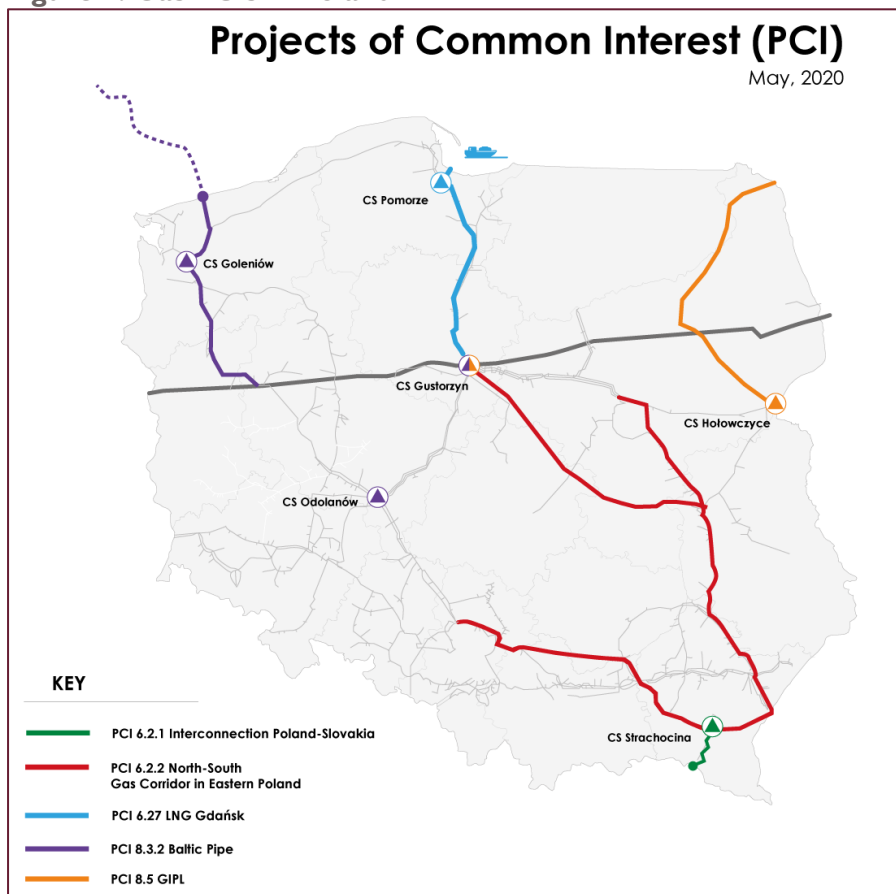 Projects of Common Interest (PCI)
May, 2020
CS Pomorze
CS Goleniów
CS Gustorzyn
CS Hołowczyce
CS Odolanów
CS Strachocina
KEY
PCI 6.2.1 Interconnection Poland-Slovakia
PCI 6.2.2 North-South
Gas Corridor in Eastern Poland
PCI 6.27 LNG Gdańsk
PCI 8.3.2 Baltic Pipe
PCI 8.5 GIPL